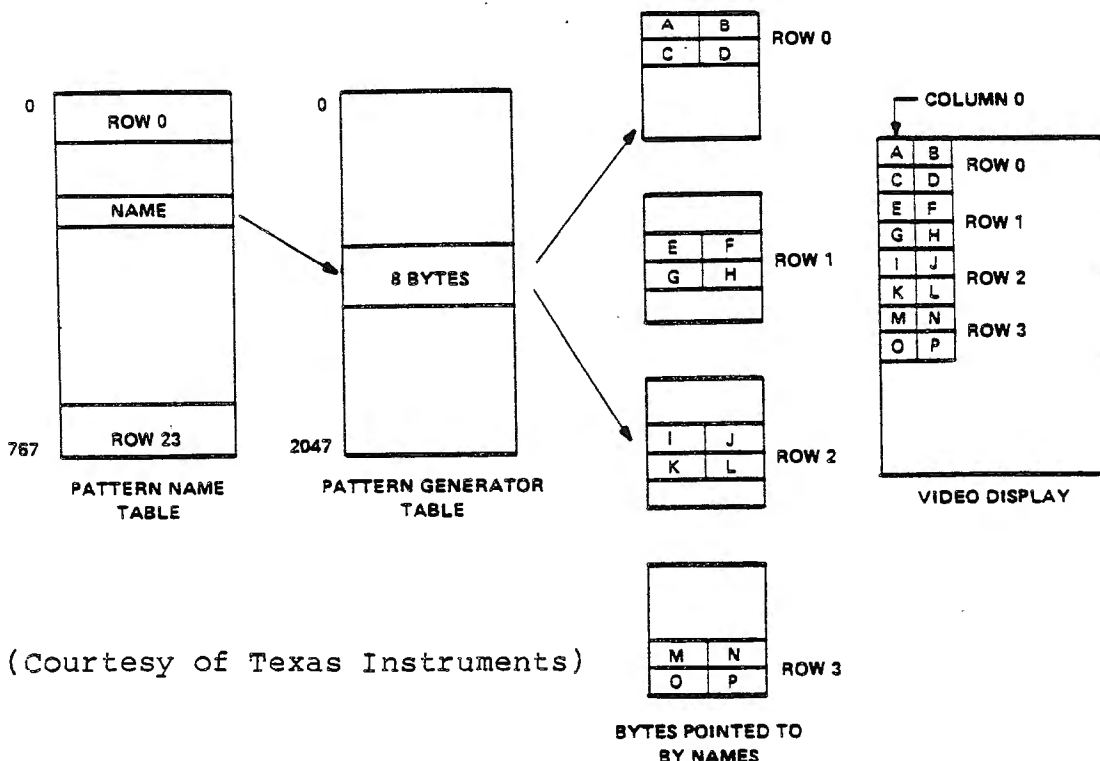 0
ROW 0
NAME
767
ROW 23
PATTERN NAME
TABLE
0
8 BYTES
2047
PATTERN GENERATOR
TABLE
A B
C D
ROW 0
E F
G H
ROW 1
I J
K L
ROW 2
M N
O P
ROW 3
BYTES POINTED TO
BY NAMES
COLUMN 0
A B
C D
ROW 0
E F
G H
ROW 1
I J
K L
ROW 2
M N
O P
ROW 3
VIDEO DISPLAY
(Courtesy of Texas Instruments)